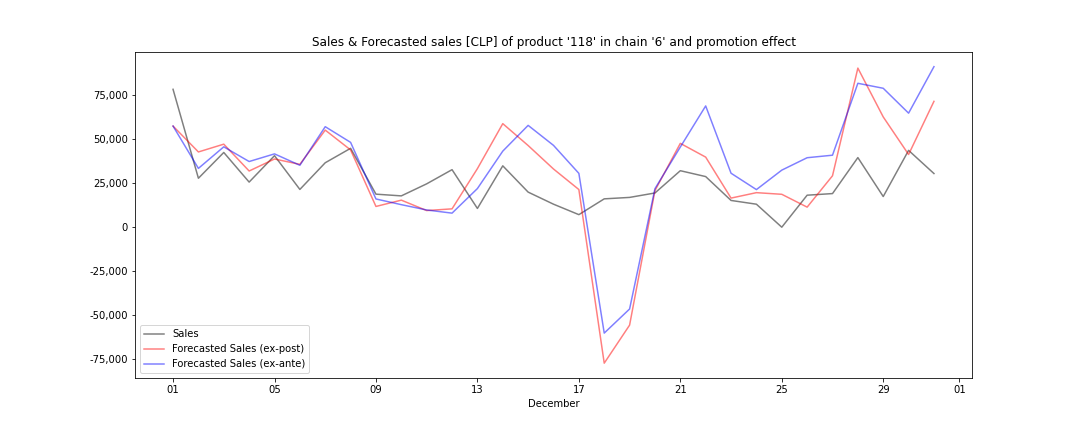 Sales & Forecasted sales [CLP] of product '118' in chain '6' and promotion effect
75,000
50,000
25,000
0
-25,000
-50,000
-75,000
Sales
Forecasted Sales (ex-post)
Forecasted Sales (ex-ante)
01 05 09 13 17 21 25 29 01
December